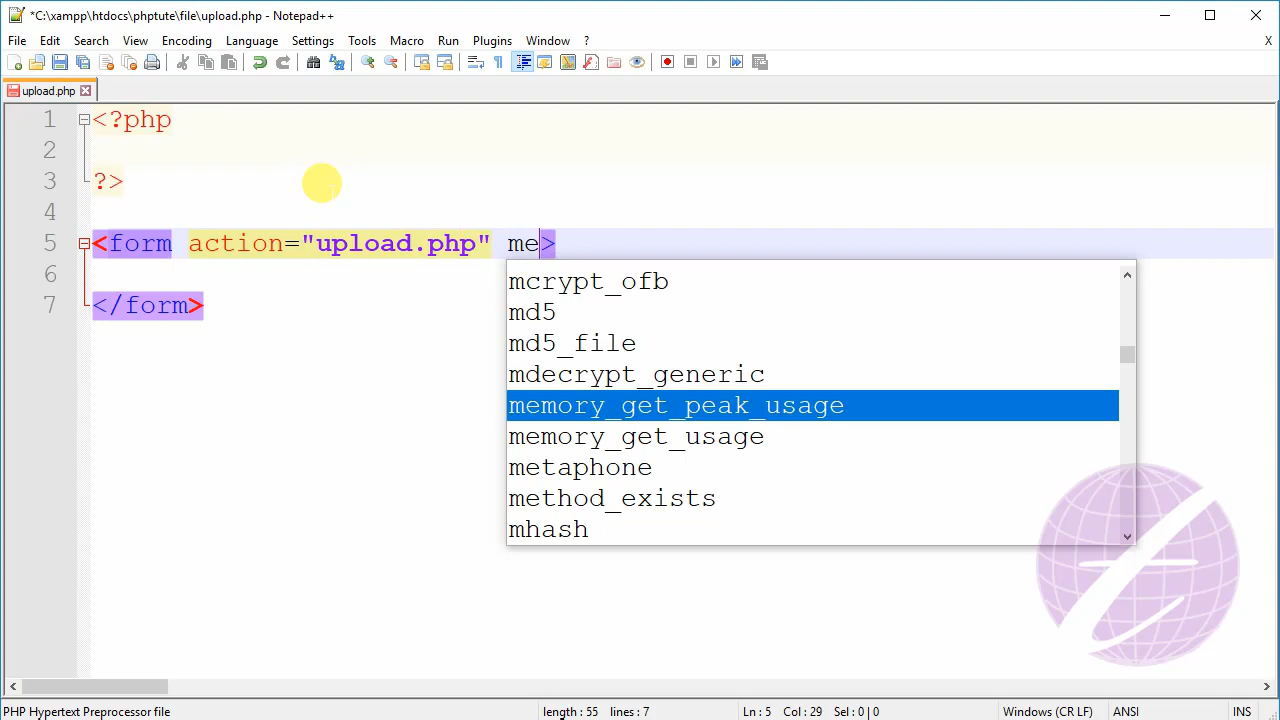 *C:\xampp\htdocs\phptute\file\upload.php - Notepad++
File Edit Search View Encoding Language Settings Tools Macro Run Plugins Window ? X
upload.php
1 <?php
2
3 ?>
4
5 <form action="upload.php" me>
6
7 </form>
mcrypt_ofb
md5
md5_file
mdecrypt_generic
memory_get_peak_usage
memory_get_usage
metaphone
method_exists
mhash
PHP Hypertext Preprocessor file length : 55 lines : 7 Ln : 5 Col : 29 Sel : 0 | 0 Windows (CR LF) ANSI INS